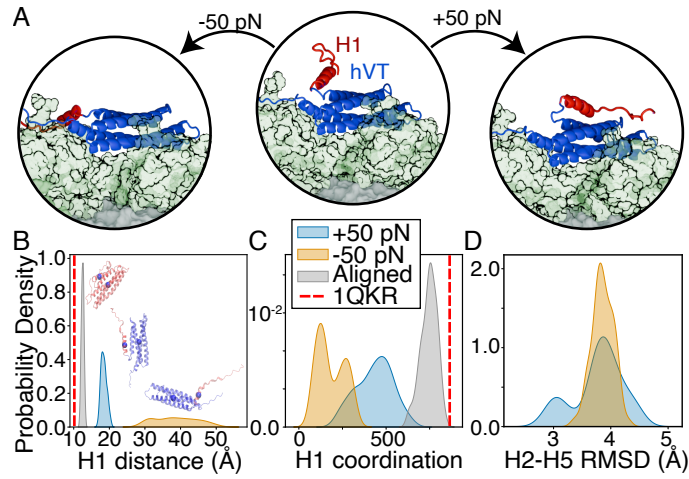 A
-50 pN
+50 pN
H1
hVT
B
C
D
+50 pN
-50 pN
Aligned
1QKR
Probability Density
1.0
0.8
0.6
0.4
0.2
0.0
10 20 30 40 50
H1 distance (Å)
10⁻²
0.0
0 500
H1 coordination
2.0
1.0
0.0
3 4 5
H2-H5 RMSD (Å)